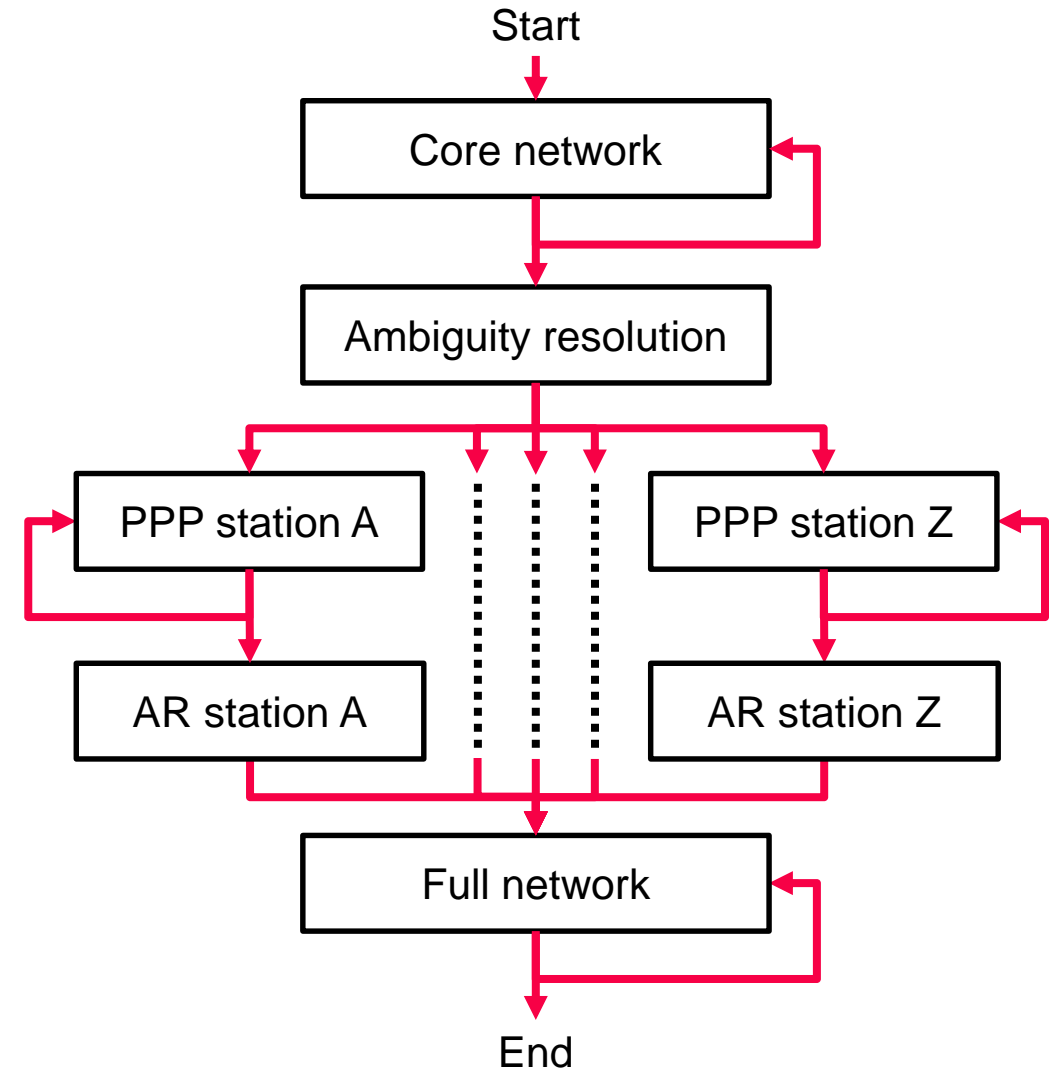 Start
Core network
Ambiguity resolution
PPP station A
PPP station Z
AR station A
AR station Z
Full network
End